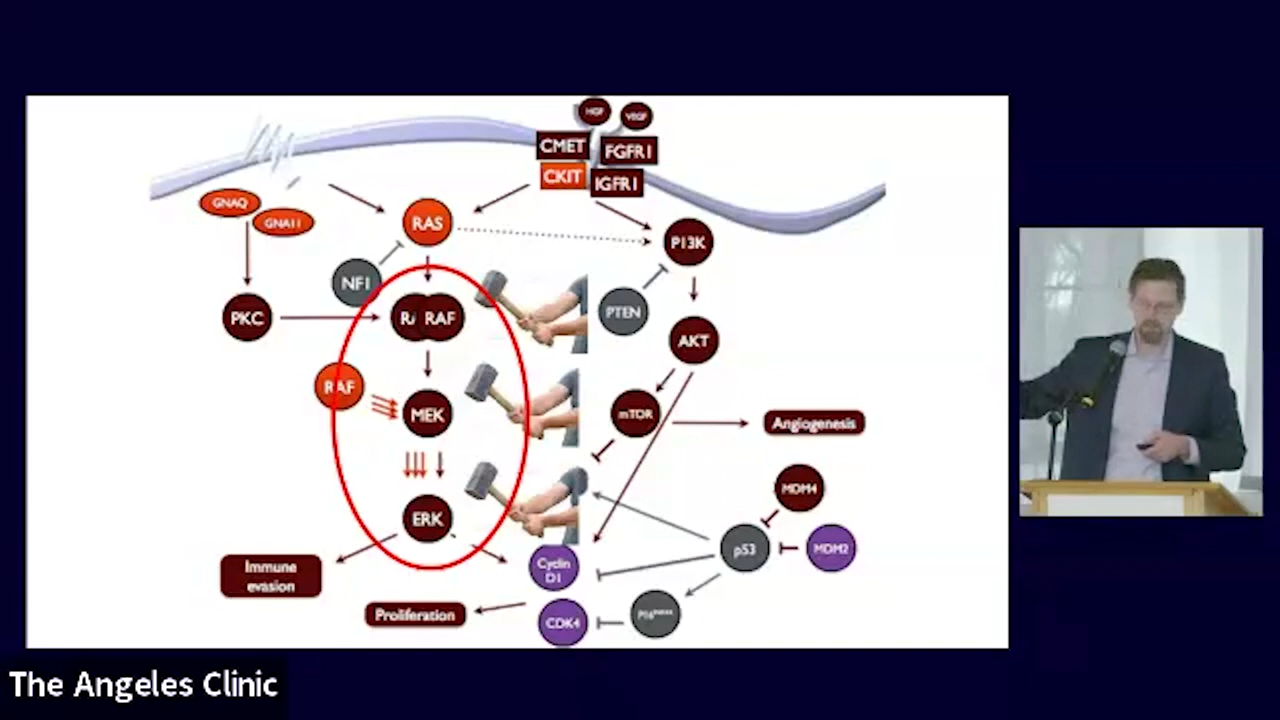 HGF
VEGF
CMET
FGFR1
CKIT
IGFR1
GNAQ
GNA11
RAS
PI3K
NF1
PTEN
PKC
RAF
AKT
RAF
MEK
mTOR
Angiogenesis
MDM4
ERK
p53
MDM2
Immune
evasion
Cyclin
D1
Proliferation
CDK4
The Angeles Clinic